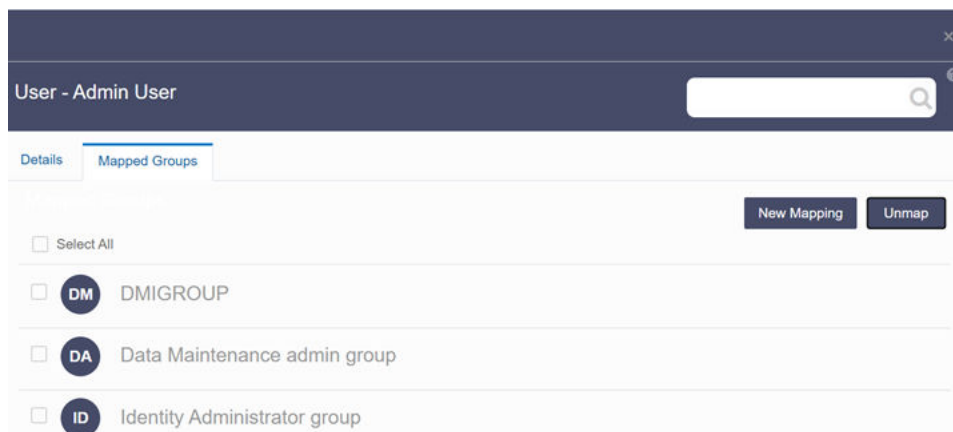 User - Admin User
Details Mapped Groups
New Mapping Unmap
Select All
DM DMIGROUP
DA Data Maintenance admin group
ID Identity Administrator group